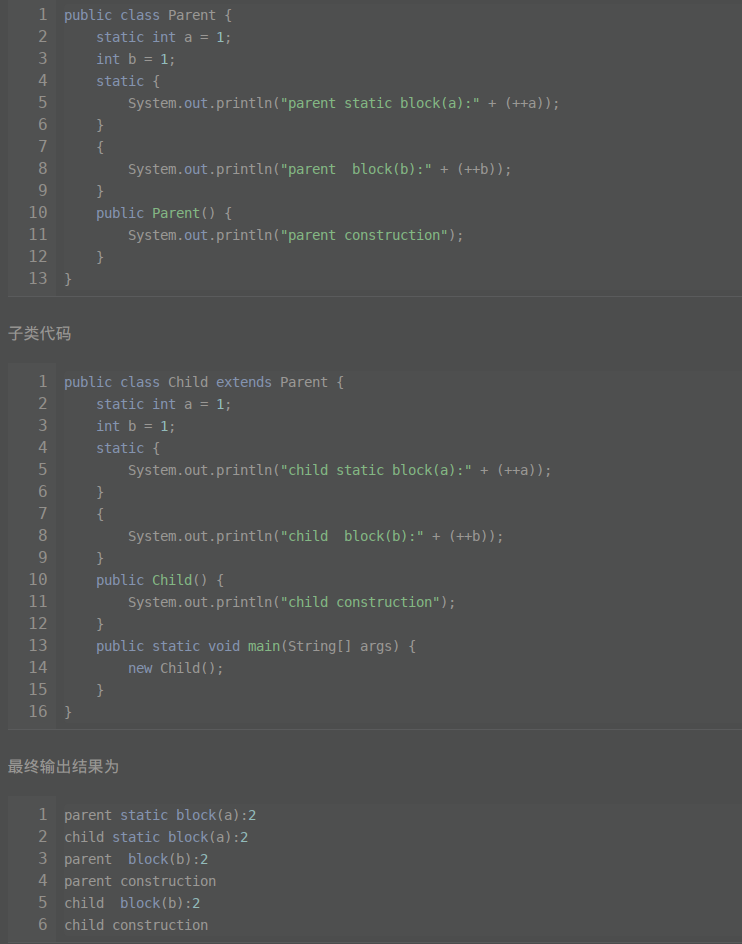 1 public class Parent {
2     static int a = 1;
3     int b = 1;
4     static {
5         System.out.println("parent static block(a):" + (++a));
6     }
7     {
8         System.out.println("parent  block(b):" + (++b));
9     }
10     public Parent() {
11         System.out.println("parent construction");
12     }
13 }
子类代码
1 public class Child extends Parent {
2     static int a = 1;
3     int b = 1;
4     static {
5         System.out.println("child static block(a):" + (++a));
6     }
7     {
8         System.out.println("child  block(b):" + (++b));
9     }
10     public Child() {
11         System.out.println("child construction");
12     }
13     public static void main(String[] args) {
14         new Child();
15     }
16 }
最终输出结果为
1 parent static block(a):2
2 child static block(a):2
3 parent  block(b):2
4 parent construction
5 child  block(b):2
6 child construction